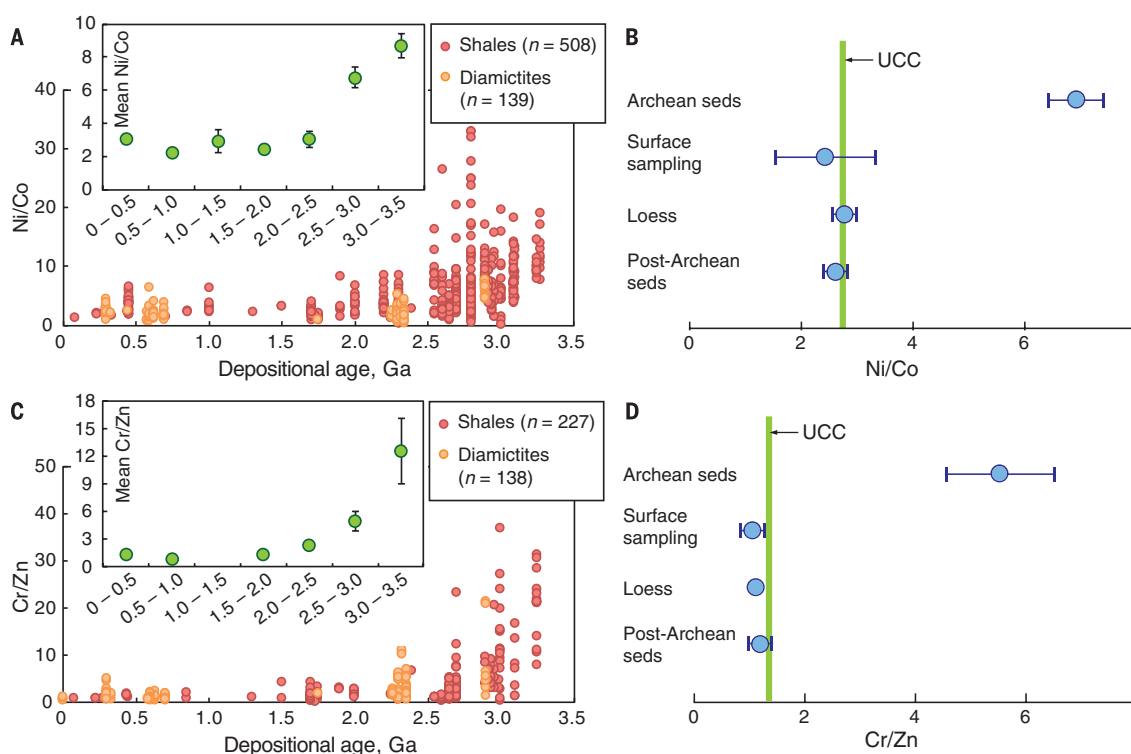 A
10
8
6
4
2
0
Mean Ni/Co
0 – 0.5
0.5 – 1.0
1.0 – 1.5
1.5 – 2.0
2.0 – 2.5
2.5 – 3.0
3.0 – 3.5
Shales (n = 508)
Diamictites
(n = 139)
40
30
20
10
0
Ni/Co
0
0.5
1.0
1.5
2.0
2.5
3.0
3.5
Depositional age, Ga
B
UCC
Archean seds
Surface
sampling
Loess
Post-Archean
seds
0
2
4
6
Ni/Co
C
18
15
12
9
6
3
0
Mean Cr/Zn
0 – 0.5
0.5 – 1.0
1.0 – 1.5
1.5 – 2.0
2.0 – 2.5
2.5 – 3.0
3.0 – 3.5
Shales (n = 227)
Diamictites
(n = 138)
50
40
30
20
10
0
Cr/Zn
0
0.5
1.0
1.5
2.0
2.5
3.0
3.5
Depositional age, Ga
D
UCC
Archean seds
Surface
sampling
Loess
Post-Archean
seds
0
2
4
6
Cr/Zn